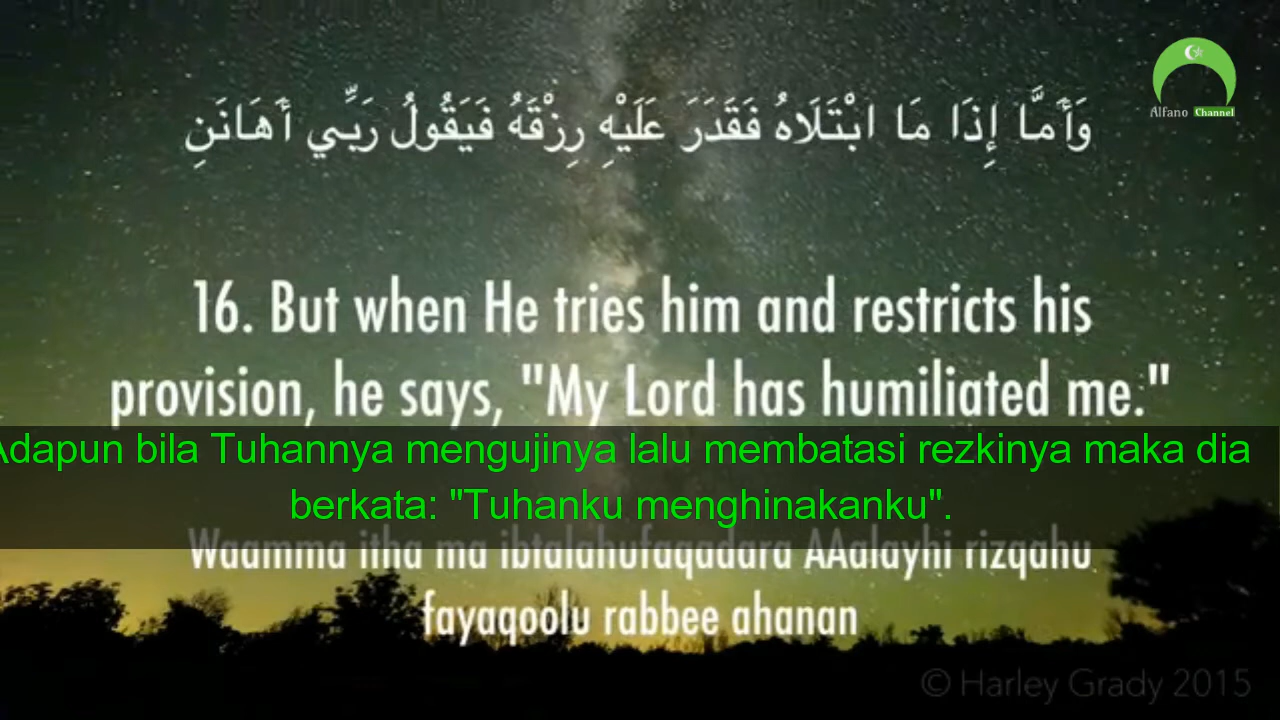 وَأَمَّا إِذَا مَا ابْتَلَاهُ فَقَدَرَ عَلَيْهِ رِزْقَهُ فَيَقُولُ رَبِّي أَهَانَنِ
Alfano Channel
16. But when He tries him and restricts his
provision, he says, "My Lord has humiliated me."
Adapun bila Tuhannya mengujinya lalu membatasi rezkinya maka dia
berkata: "Tuhanku menghinakanku".
Waamma itha ma ibtalahufaqadara AAalayhi rizqahu
fayaqoolu rabbee ahanan
© Harley Grady 2015